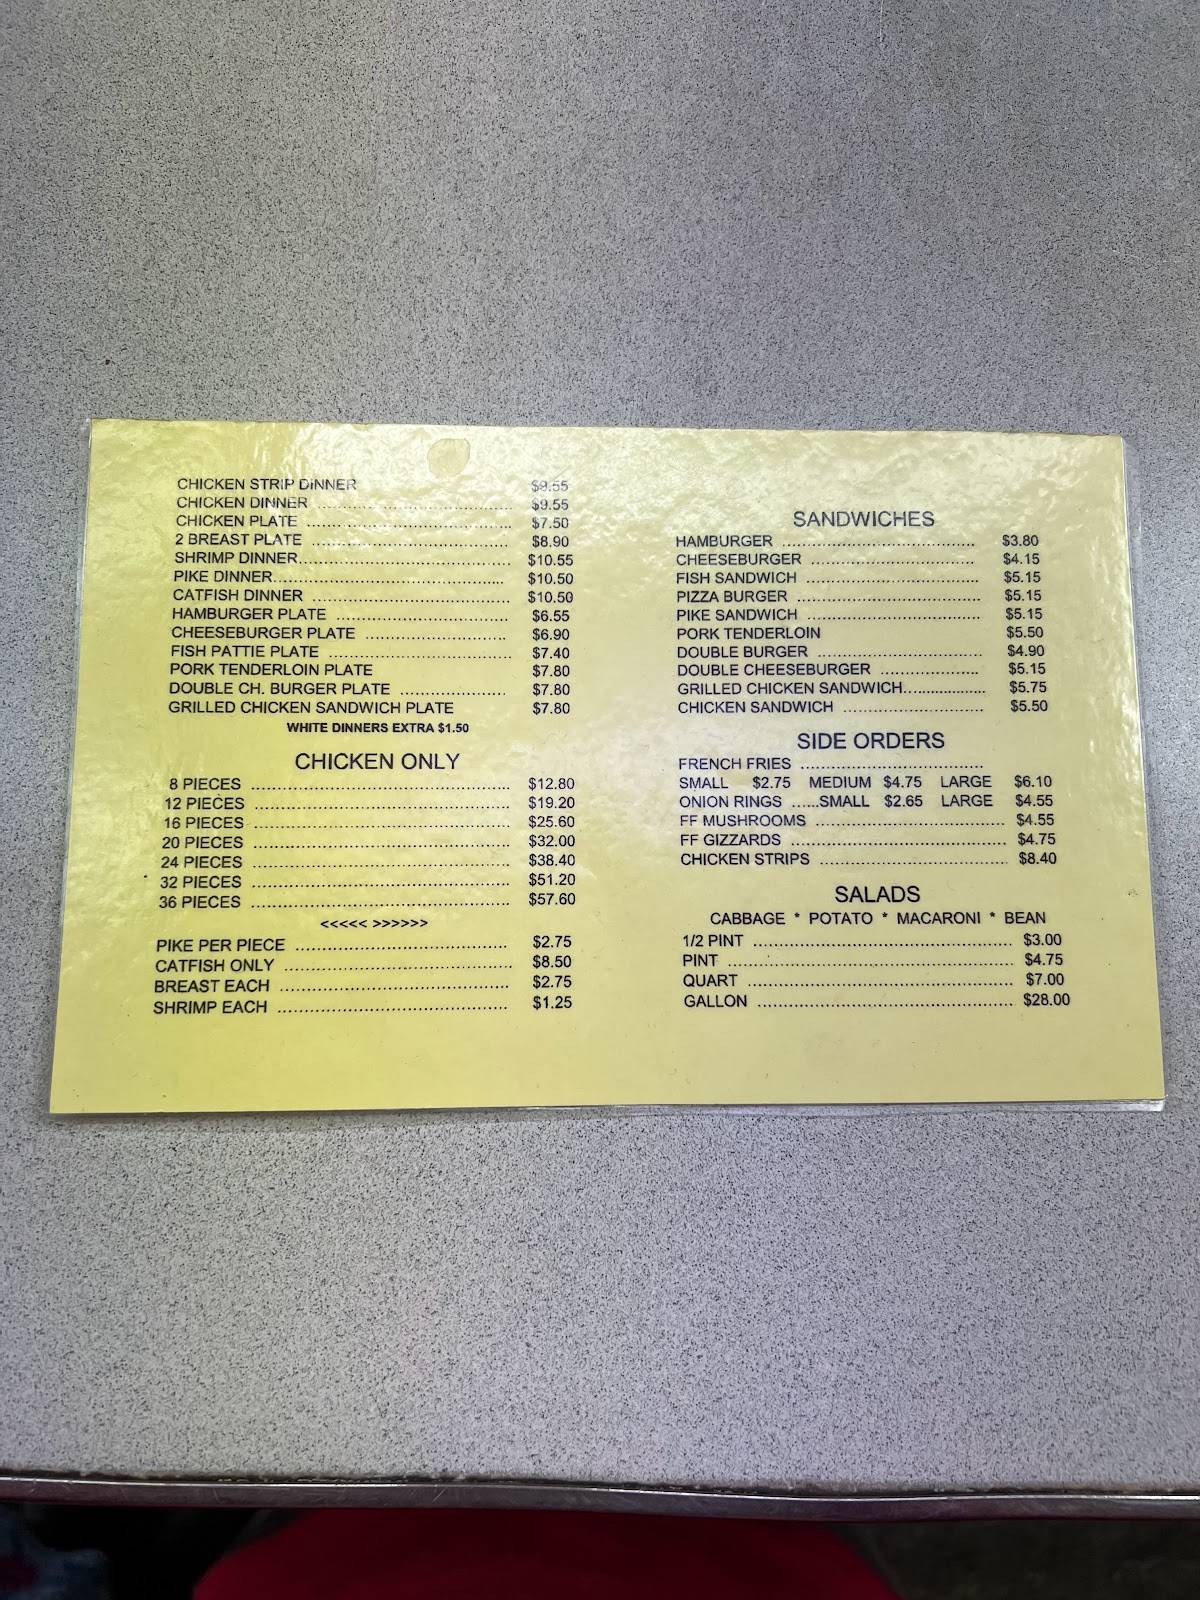 CHICKEN STRIP DINNER $9.55
CHICKEN DINNER ........................ $9.55
CHICKEN PLATE ........................ $7.50
2 BREAST PLATE ........................ $8.90
SHRIMP DINNER........................ $10.55
PIKE DINNER........................ $10.50
CATFISH DINNER ........................ $10.50
HAMBURGER PLATE ........................ $6.55
CHEESEBURGER PLATE ........................ $6.90
FISH PATTIE PLATE ........................ $7.40
PORK TENDERLOIN PLATE $7.80
DOUBLE CH. BURGER PLATE ........................ $7.80
GRILLED CHICKEN SANDWICH PLATE $7.80
WHITE DINNERS EXTRA $1.50
CHICKEN ONLY
8 PIECES ........................ $12.80
12 PIECES ........................ $19.20
16 PIECES ........................ $25.60
20 PIECES ........................ $32.00
24 PIECES ........................ $38.40
32 PIECES ........................ $51.20
36 PIECES ........................ $57.60
<<<<< >>>>>>
PIKE PER PIECE ........................ $2.75
CATFISH ONLY ........................ $8.50
BREAST EACH ........................ $2.75
SHRIMP EACH ........................ $1.25
SANDWICHES
HAMBURGER ........................ $3.80
CHEESEBURGER ........................ $4.15
FISH SANDWICH ........................ $5.15
PIZZA BURGER ........................ $5.15
PIKE SANDWICH ........................ $5.15
PORK TENDERLOIN $5.50
DOUBLE BURGER ........................ $4.90
DOUBLE CHEESEBURGER ........................ $5.15
GRILLED CHICKEN SANDWICH........................ $5.75
CHICKEN SANDWICH ........................ $5.50
SIDE ORDERS
FRENCH FRIES ........................
SMALL $2.75 MEDIUM $4.75 LARGE $6.10
ONION RINGS ......SMALL $2.65 LARGE $4.55
FF MUSHROOMS ........................ $4.55
FF GIZZARDS ........................ $4.75
CHICKEN STRIPS ........................ $8.40
SALADS
CABBAGE * POTATO * MACARONI * BEAN
1/2 PINT ........................ $3.00
PINT ........................ $4.75
QUART ........................ $7.00
GALLON ........................ $28.00